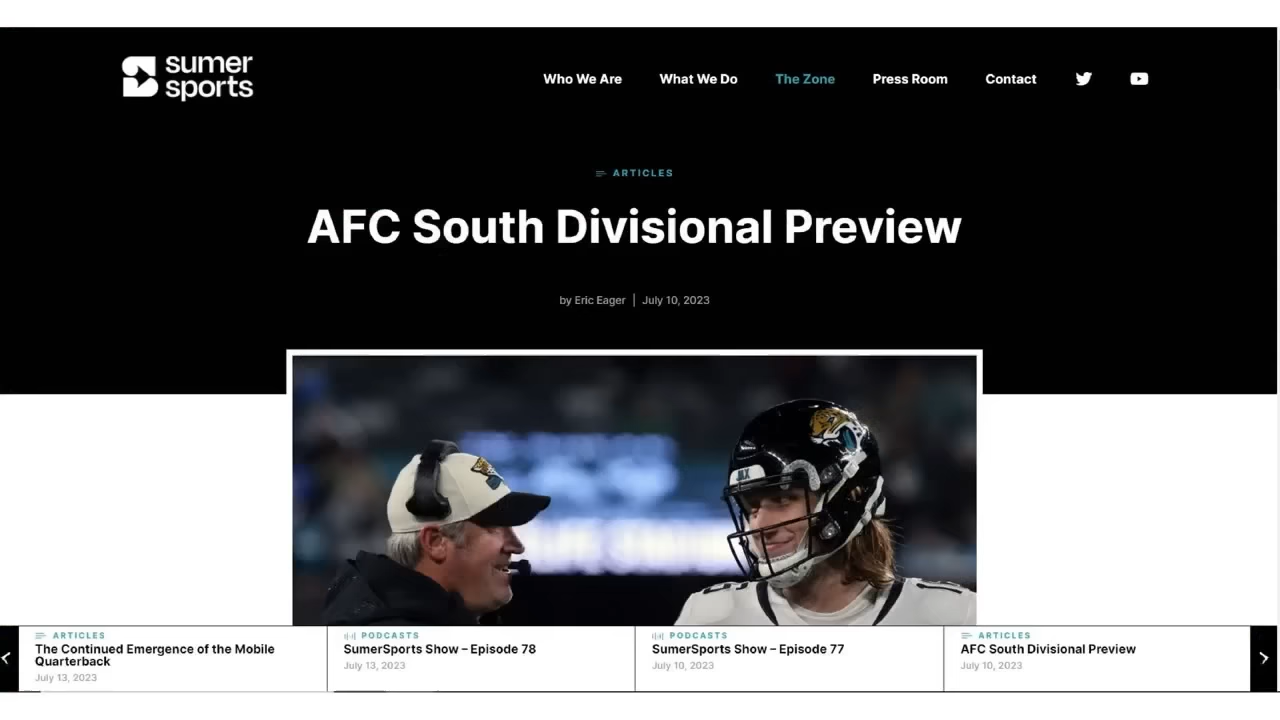 sumer
sports
Who We Are
What We Do
The Zone
Press Room
Contact
ARTICLES
AFC South Divisional Preview
by Eric Eager | July 10, 2023
ARTICLES
The Continued Emergence of the Mobile
Quarterback
July 13, 2023
PODCASTS
SumerSports Show – Episode 78
July 13, 2023
PODCASTS
SumerSports Show – Episode 77
July 10, 2023
ARTICLES
AFC South Divisional Preview
July 10, 2023